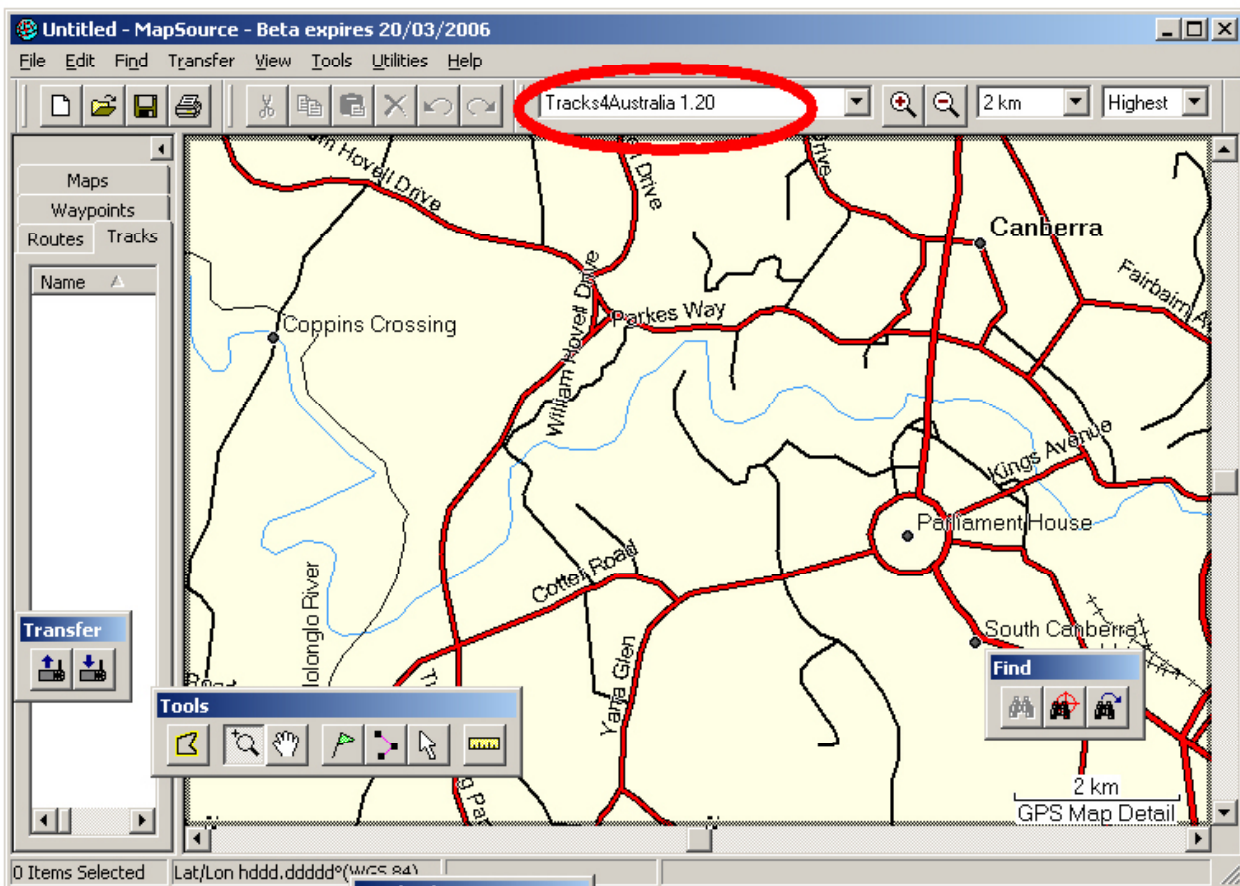 Untitled - MapSource - Beta expires 20/03/2006
File Edit Find Transfer View Tools Utilities Help
Tracks4Australia 1.20
2 km
Highest
Maps
Waypoints
Routes Tracks
Name
Hovell Drive
Drive
Drive
Canberra
Fairbairn
Coppins Crossing
William Hovell Drive
Parkes Way
Kings Avenue
Parliament House
Cotter Road
Molonglo River
Yarra Glen
South Canberra
Transfer
Tools
Find
2 km
GPS Map Detail
0 Items Selected
Lat/Lon hddd.ddddd°(WGS 84)